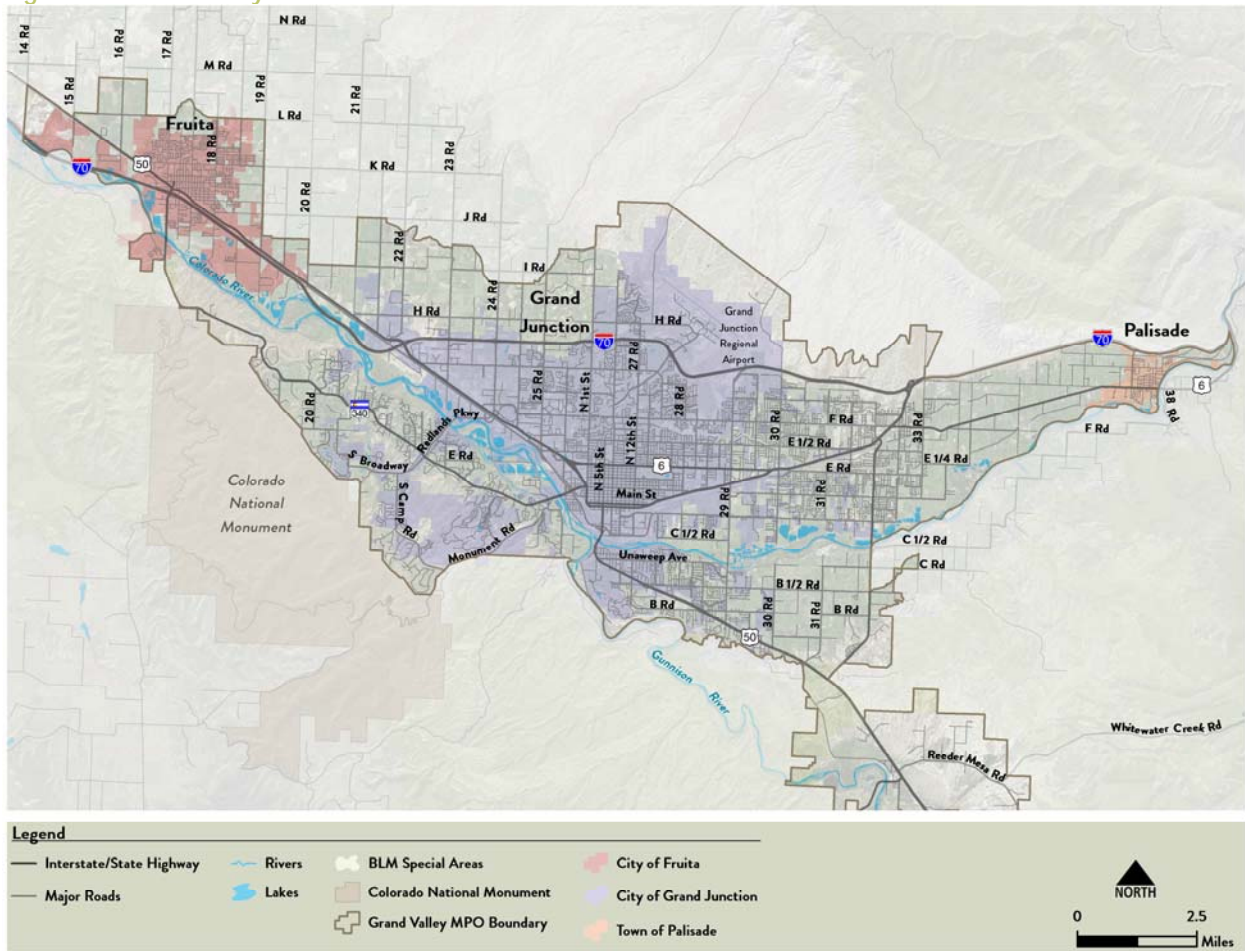 14 Rd
15 Rd
16 Rd
17 Rd
N Rd
M Rd
19 Rd
L Rd
21 Rd
Fruita
18 Rd
K Rd
23 Rd
50
70
20 Rd
J Rd
22 Rd
I Rd
24 Rd
Colorado River
H Rd
Grand
Junction
H Rd
Grand
Junction
Regional
Airport
70
27 Rd
25 Rd
N 1st St
28 Rd
70
Palisade
6
38 Rd
F Rd
20 Rd
340
Redlands Pkwy
S Broadway
E Rd
S Camp Rd
Monument Rd
N 5th St
N 12th St
6
Main St
29 Rd
30 Rd
F Rd
E 1/2 Rd
E Rd
31 Rd
33 Rd
E 1/4 Rd
Colorado
National
Monument
C 1/2 Rd
C 1/2 Rd
C Rd
Unaweep Ave
B 1/2 Rd
B Rd
30 Rd
31 Rd
B Rd
50
Gunnison River
Whitewater Creek Rd
Reeder Mesa Rd
Legend
Interstate/State Highway
Major Roads
Rivers
Lakes
BLM Special Areas
Colorado National Monument
Grand Valley MPO Boundary
City of Fruita
City of Grand Junction
Town of Palisade
NORTH
0 2.5
Miles